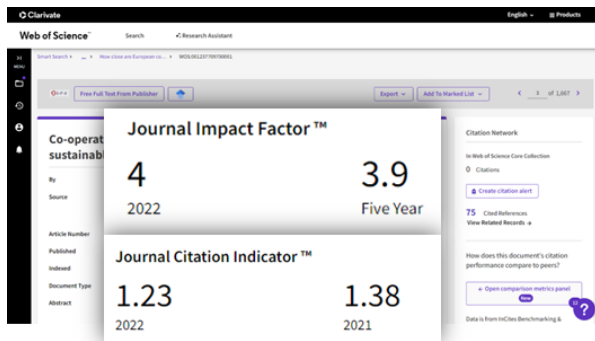 Clarivate
English
Products
Web of Science™
Search
Research Assistant
MENU
Smart Search
...
How close are European co...
Free Full Text From Publisher
Export
Add To Marked List
of 1,867
Co-operat
sustainabl
By
Source
Article Number
Published
Indexed
Document Type
Abstract
Journal Impact Factor ™
4
3.9
2022
Five Year
Journal Citation Indicator ™
1.23
1.38
2022
2021
Citation Network
In Web of Science Core Collection
0 Citations
Create citation alert
75 Cited References
View Related Records
How does this document's citation
performance compare to peers?
Open comparison metrics panel
New
Data is from InCites Benchmarking &
?